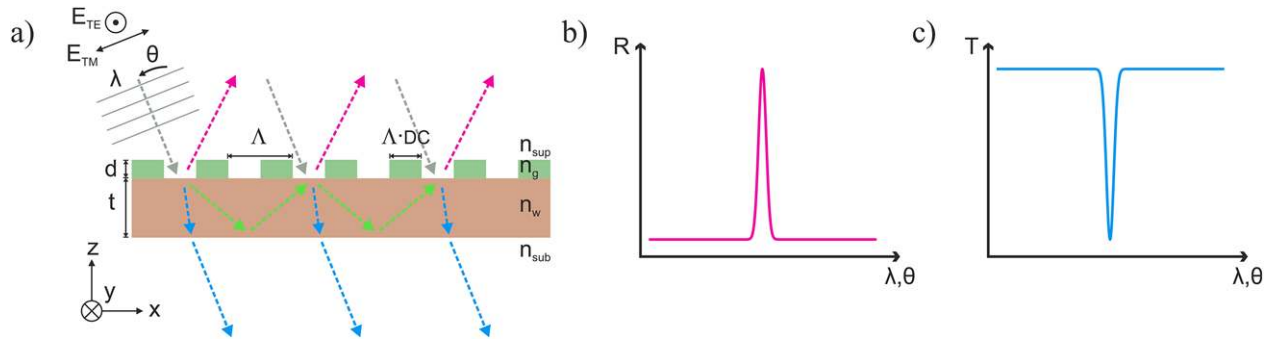 a)
E_TE
E_TM
θ
λ
Λ
Λ·DC
n_sup
d
n_g
t
n_w
n_sub
z
y
x
b)
R
λ,θ
c)
T
λ,θ